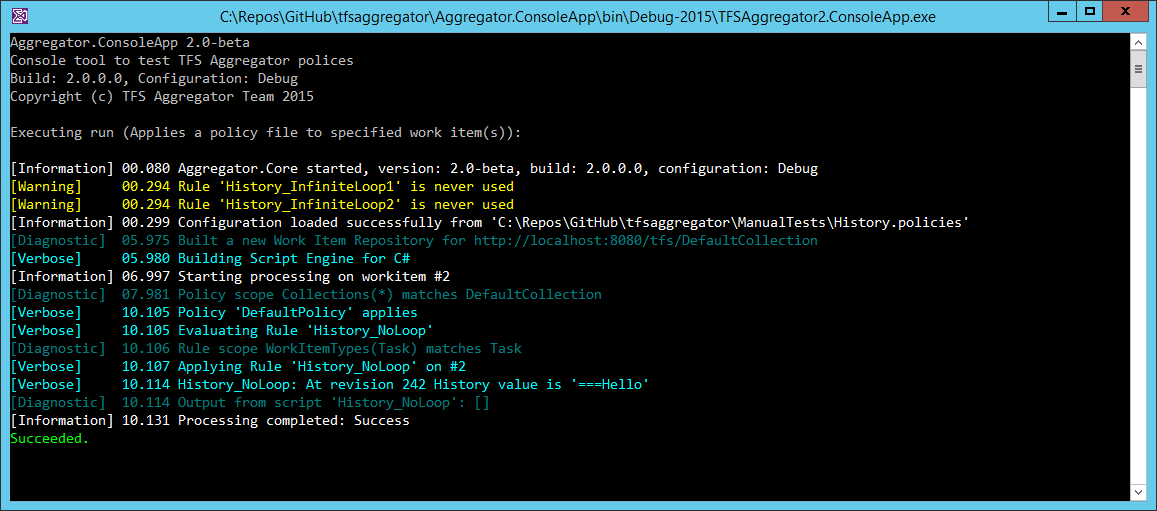 C:\Repos\GitHub\tfsaggregator\Aggregator.ConsoleApp\bin\Debug-2015\TFSAggregator2.ConsoleApp.exe
Aggregator.ConsoleApp 2.0-beta
Console tool to test TFS Aggregator polices
Build: 2.0.0.0, Configuration: Debug
Copyright (c) TFS Aggregator Team 2015
Executing run (Applies a policy file to specified work item(s)):
[Information] 00.080 Aggregator.Core started, version: 2.0-beta, build: 2.0.0.0, configuration: Debug
[Warning]     00.294 Rule 'History_InfiniteLoop1' is never used
[Warning]     00.294 Rule 'History_InfiniteLoop2' is never used
[Information] 00.299 Configuration loaded successfully from 'C:\Repos\GitHub\tfsaggregator\ManualTests\History.policies'
[Diagnostic]  05.975 Built a new Work Item Repository for http://localhost:8080/tfs/DefaultCollection
[Verbose]     05.980 Building Script Engine for C#
[Information] 06.997 Starting processing on workitem #2
[Diagnostic]  07.981 Policy scope Collections(*) matches DefaultCollection
[Verbose]     10.105 Policy 'DefaultPolicy' applies
[Verbose]     10.105 Evaluating Rule 'History_NoLoop'
[Diagnostic]  10.106 Rule scope WorkItemTypes(Task) matches Task
[Verbose]     10.107 Applying Rule 'History_NoLoop' on #2
[Verbose]     10.114 History_NoLoop: At revision 242 History value is '===Hello'
[Diagnostic]  10.114 Output from script 'History_NoLoop': []
[Information] 10.131 Processing completed: Success
Succeeded.